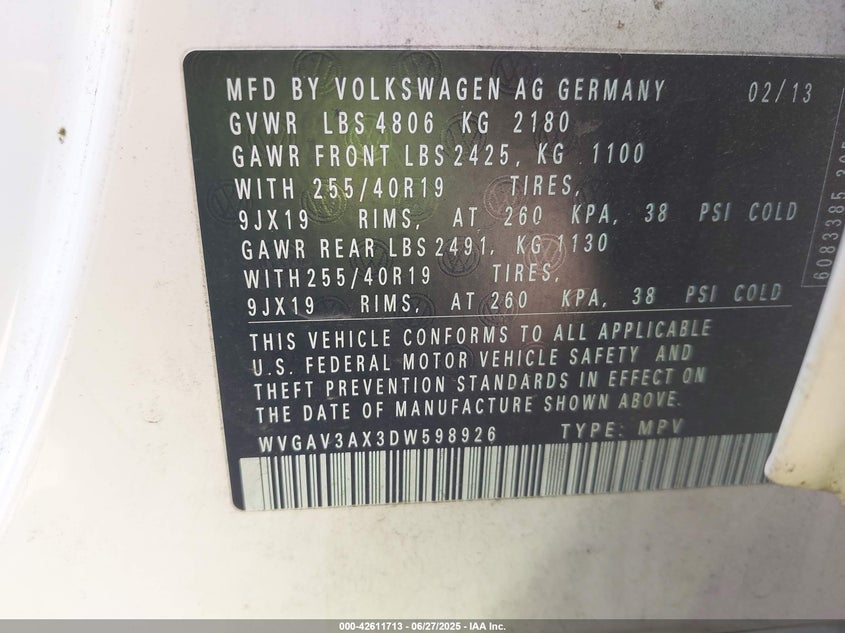 MFD BY VOLKSWAGEN AG GERMANY 02/13
GVWR LBS 4806 KG 2180
GAWR FRONT LBS 2425, KG 1100
WITH 255/40R19 TIRES,
9JX19 RIMS, AT 260 KPA, 38 PSI COLD
GAWR REAR LBS 2491, KG 1130
WITH 255/40R19 TIRES,
9JX19 RIMS, AT 260 KPA, 38 PSI COLD
THIS VEHICLE CONFORMS TO ALL APPLICABLE
U.S. FEDERAL MOTOR VEHICLE SAFETY AND
THEFT PREVENTION STANDARDS IN EFFECT ON
THE DATE OF MANUFACTURE SHOWN ABOVE.
WVGAV3AX3DW598926 TYPE: MPV
6083385
000-42611713 - 06/27/2025 - IAA Inc.